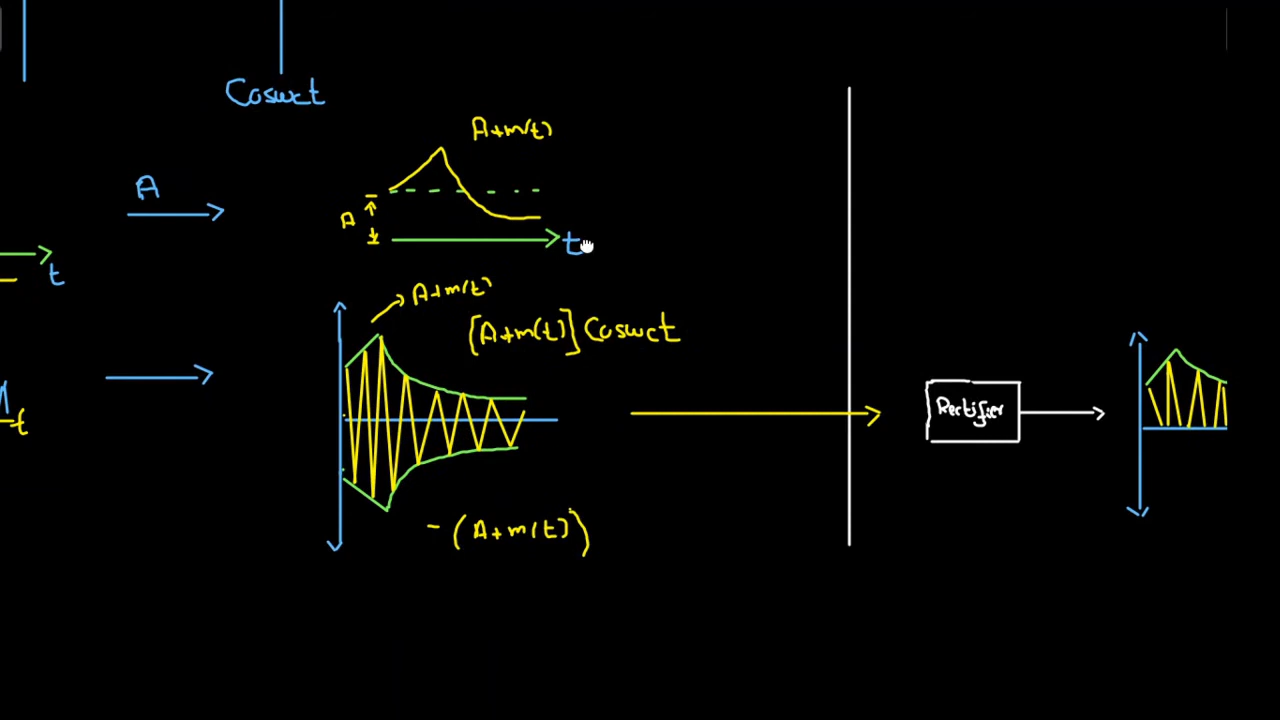 Coswct
A+m(t)
A
A
t
t
A+m(t)
[A+m(t)] Coswct
t
Rectifier
-(A+m(t))